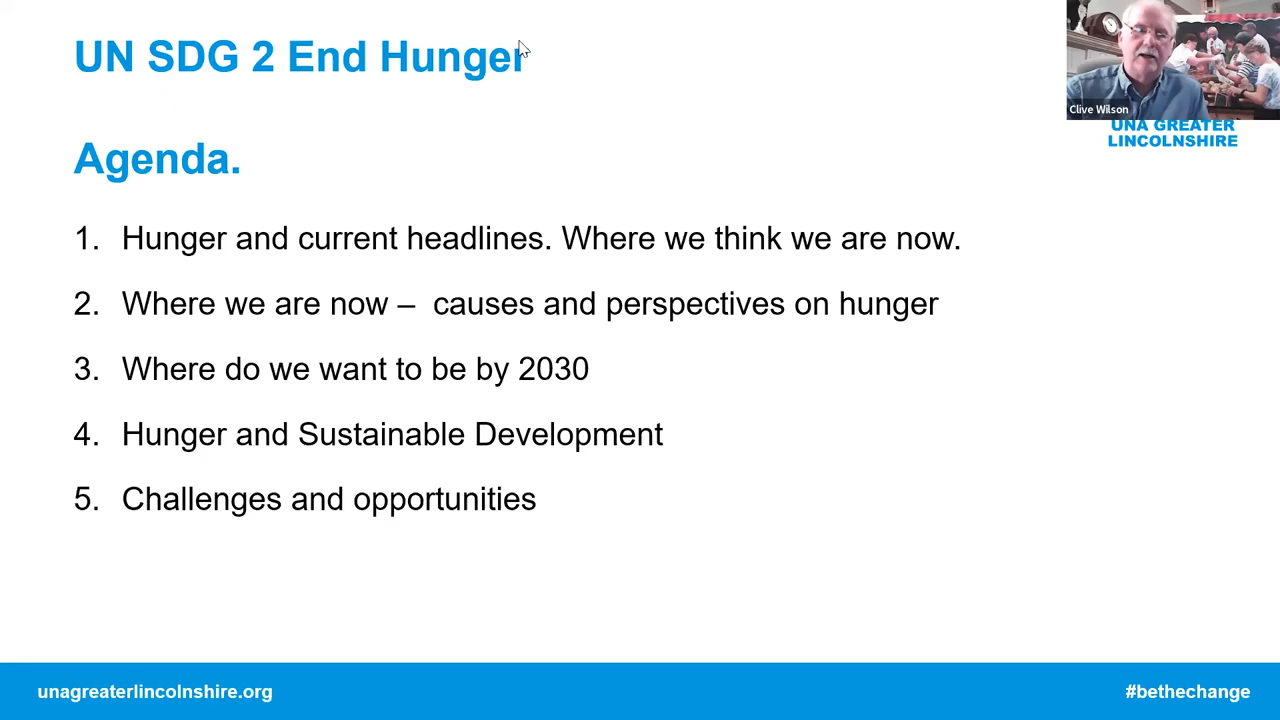 UN SDG 2 End Hunger
Clive Wilson
UNA GREATER
LINCOLNSHIRE
Agenda.
1. Hunger and current headlines. Where we think we are now.
2. Where we are now – causes and perspectives on hunger
3. Where do we want to be by 2030
4. Hunger and Sustainable Development
5. Challenges and opportunities
unagreaterlincolnshire.org
#bethechange